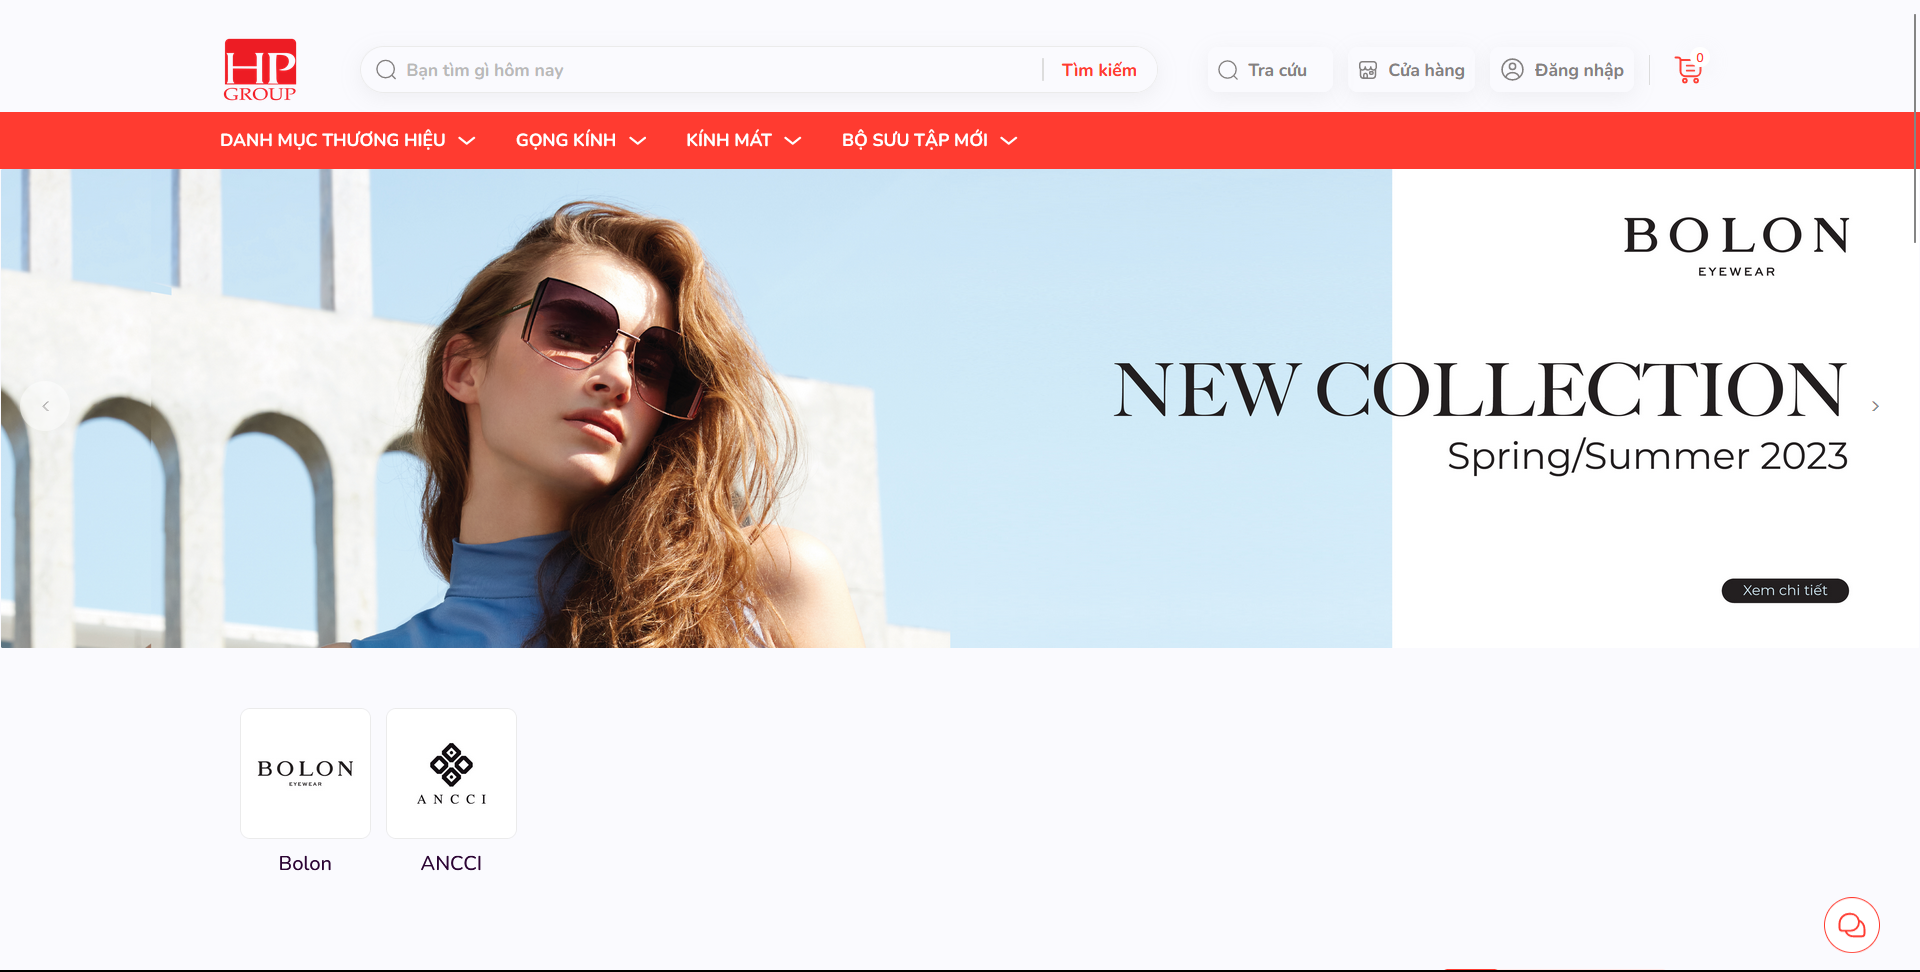 HP
GROUP
Bạn tìm gì hôm nay
Tìm kiếm
Tra cứu
Cửa hàng
Đăng nhập
0
DANH MỤC THƯƠNG HIỆU
GỌNG KÍNH
KÍNH MÁT
BỘ SƯU TẬP MỚI
BOLON
EYEWEAR
NEW COLLECTION
Spring/Summer 2023
Xem chi tiết
BOLON
EYEWEAR
Bolon
ANCCI
ANCCI